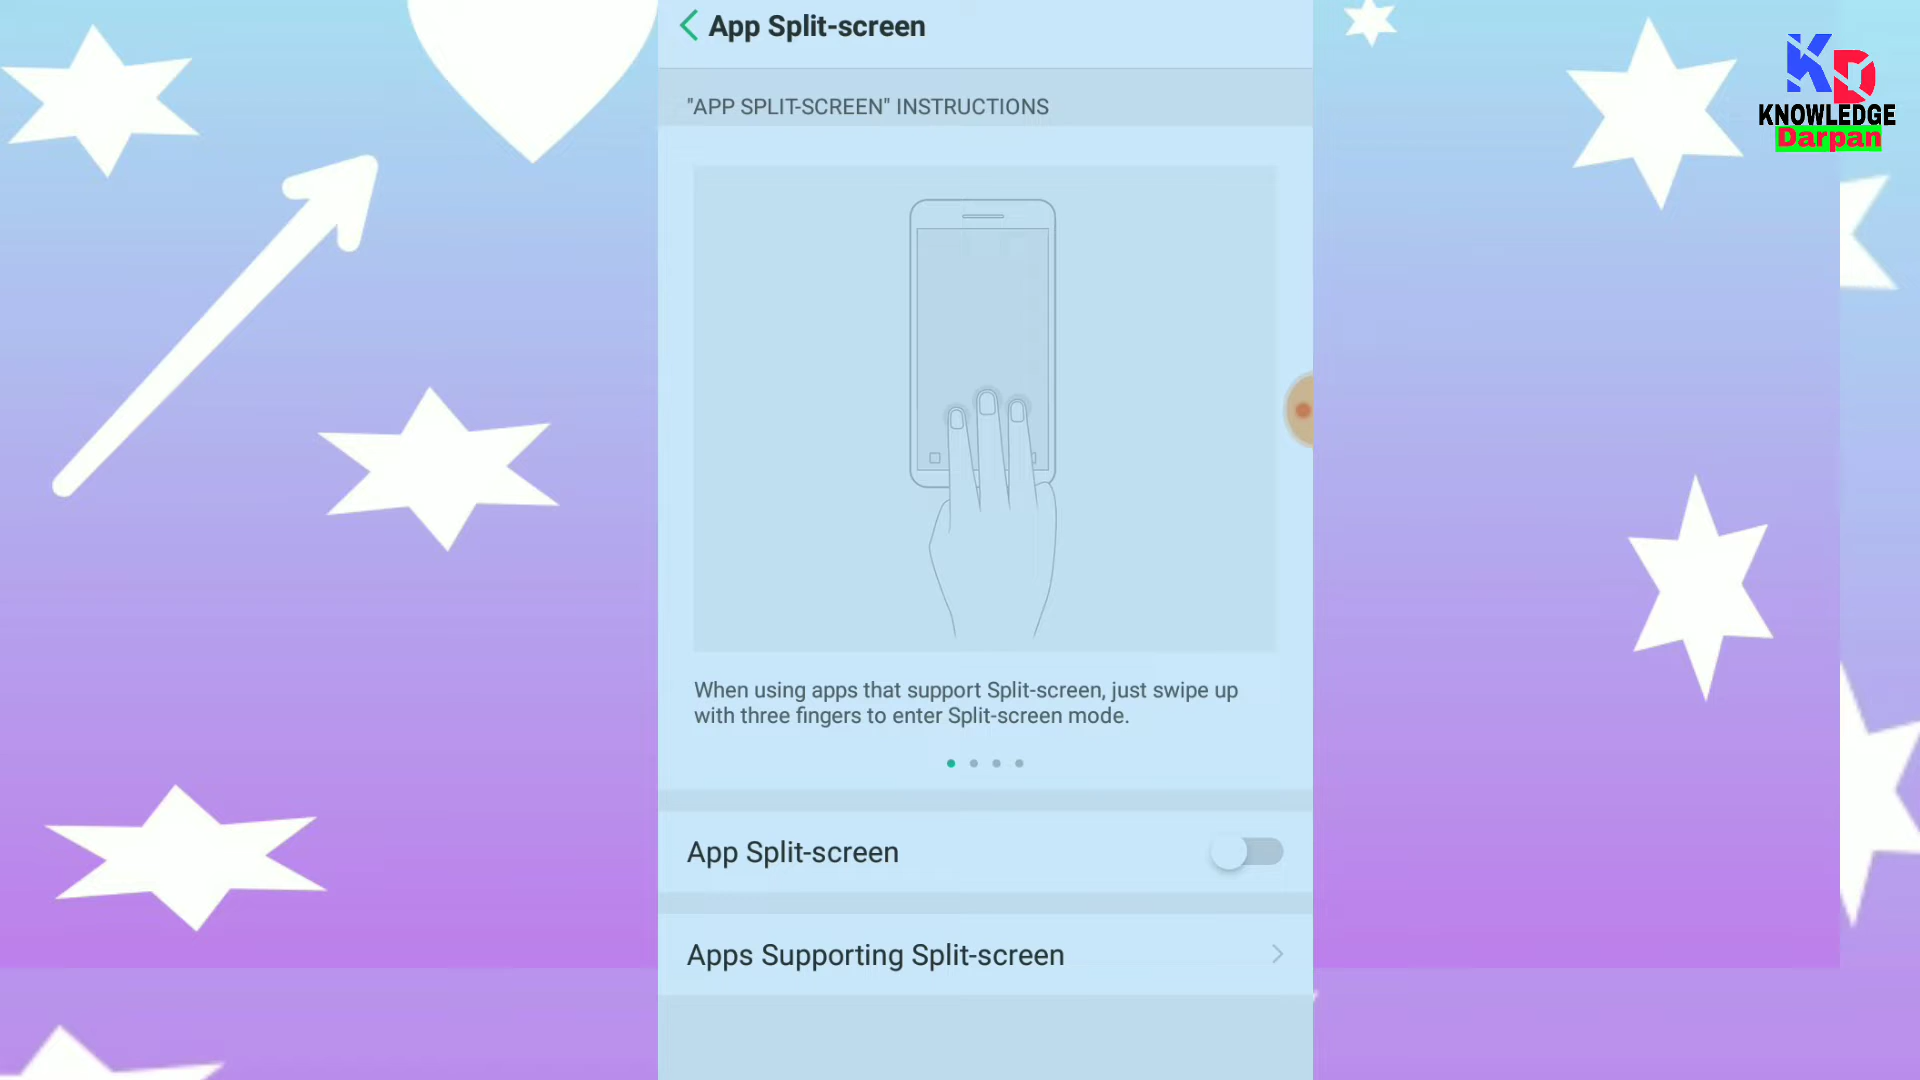 App Split-screen
"APP SPLIT-SCREEN" INSTRUCTIONS
When using apps that support Split-screen, just swipe up
with three fingers to enter Split-screen mode.
App Split-screen
Apps Supporting Split-screen
KD
KNOWLEDGE
Darpan